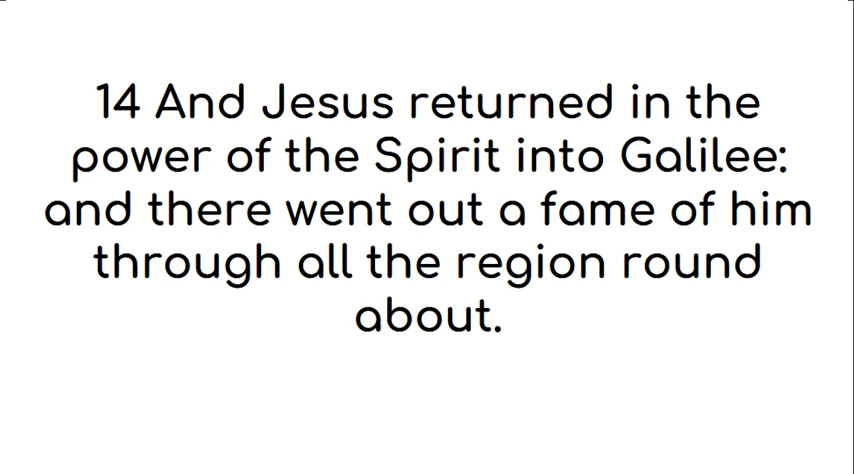 14 And Jesus returned in the
power of the Spirit into Galilee:
and there went out a fame of him
through all the region round
about.